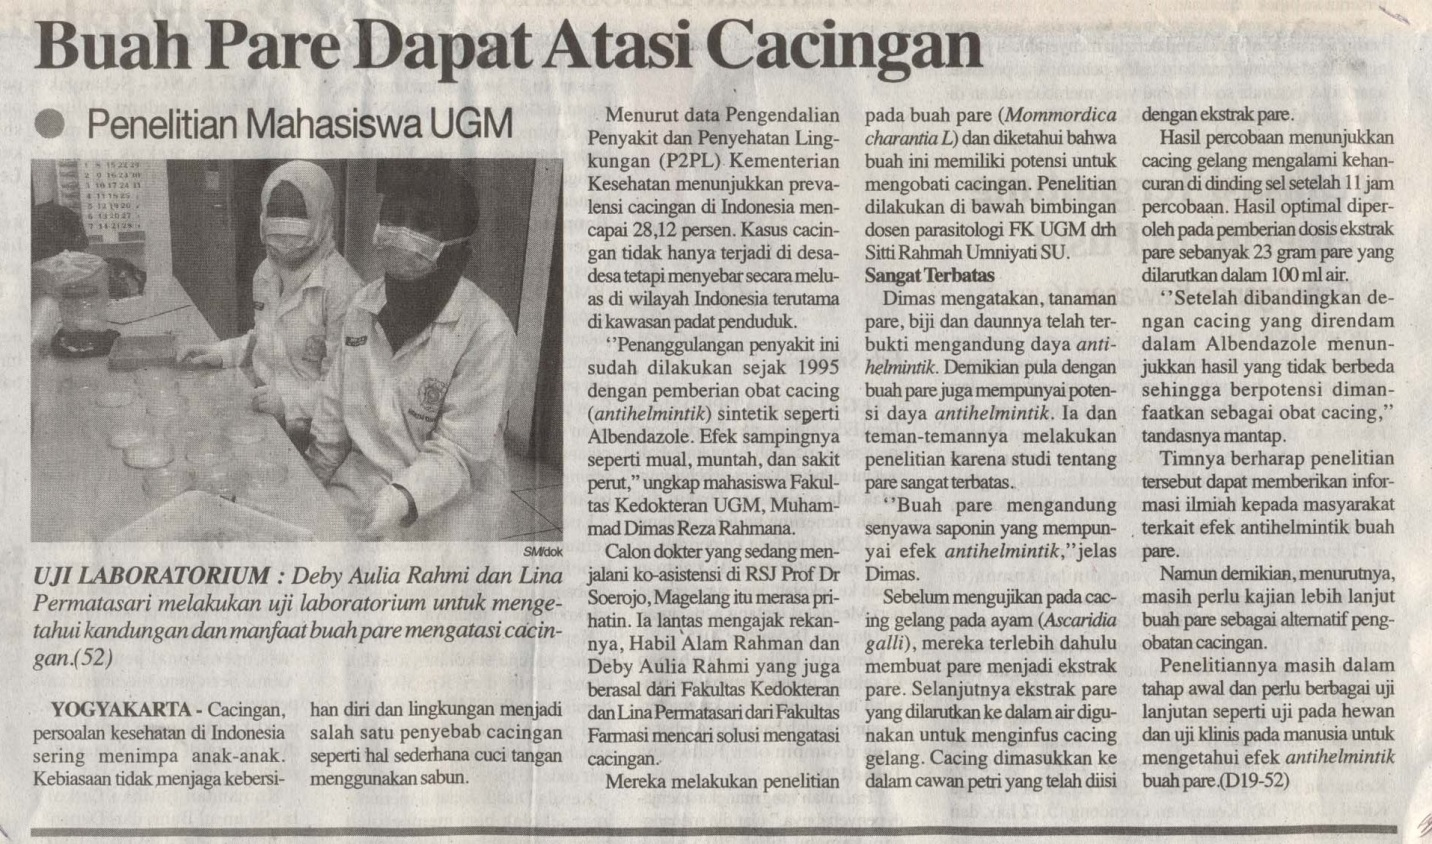 Buah Pare Dapat Atasi Cacingan
● Penelitian Mahasiswa UGM
SM/dok
UJI LABORATORIUM : Deby Aulia Rahmi dan Lina
Permatasari melakukan uji laboratorium untuk menge-
tahui kandungan dan manfaat buah pare mengatasi cacin-
gan.(52)
YOGYAKARTA - Cacingan,
persoalan kesehatan di Indonesia
sering menimpa anak-anak.
Kebiasaan tidak menjaga kebersi-
han diri dan lingkungan menjadi
salah satu penyebab cacingan
seperti hal sederhana cuci tangan
menggunakan sabun.
Menurut data Pengendalian
Penyakit dan Penyehatan Ling-
kungan (P2PL) Kementerian
Kesehatan menunjukkan preva-
lensi cacingan di Indonesia men-
capai 28,12 persen. Kasus cacin-
gan tidak hanya terjadi di desa-
desa tetapi menyebar secara melu-
as di wilayah Indonesia terutama
di kawasan padat penduduk.
‘’Penanggulangan penyakit ini
sudah dilakukan sejak 1995
dengan pemberian obat cacing
(antihelmintik) sintetik seperti
Albendazole. Efek sampingnya
seperti mual, muntah, dan sakit
perut,” ungkap mahasiswa Fakul-
tas Kedokteran UGM, Muham-
mad Dimas Reza Rahmana.
Calon dokter yang sedang men-
jalani ko-asistensi di RSJ Prof Dr
Soerojo, Magelang itu merasa pri-
hatin. Ia lantas mengajak rekan-
nya, Habil Alam Rahman dan
Deby Aulia Rahmi yang juga
berasal dari Fakultas Kedokteran
dan Lina Permatasari dari Fakultas
Farmasi mencari solusi mengatasi
cacingan.
Mereka melakukan penelitian
pada buah pare (Mommordica
charantia L) dan diketahui bahwa
buah ini memiliki potensi untuk
mengobati cacingan. Penelitian
dilakukan di bawah bimbingan
dosen parasitologi FK UGM drh
Sitti Rahmah Umniyati SU.
Sangat Terbatas
Dimas mengatakan, tanaman
pare, biji dan daunnya telah ter-
bukti mengandung daya anti-
helmintik. Demikian pula dengan
buah pare juga mempunyai poten-
si daya antihelmintik. Ia dan
teman-temannya melakukan
penelitian karena studi tentang
pare sangat terbatas.
‘’Buah pare mengandung
senyawa saponin yang mempun-
yai efek antihelmintik,”jelas
Dimas.
Sebelum mengujikan pada cac-
ing gelang pada ayam (Ascaridia
galli), mereka terlebih dahulu
membuat pare menjadi ekstrak
pare. Selanjutnya ekstrak pare
yang dilarutkan ke dalam air digu-
nakan untuk menginfus cacing
gelang. Cacing dimasukkan ke
dalam cawan petri yang telah diisi
dengan ekstrak pare.
Hasil percobaan menunjukkan
cacing gelang mengalami kehan-
curan di dinding sel setelah 11 jam
percobaan. Hasil optimal diper-
oleh pada pemberian dosis ekstrak
pare sebanyak 23 gram pare yang
dilarutkan dalam 100 ml air.
‘’Setelah dibandingkan de-
ngan cacing yang direndam
dalam Albendazole menun-
jukkan hasil yang tidak berbeda
sehingga berpotensi diman-
faatkan sebagai obat cacing,”
tandasnya mantap.
Timnya berharap penelitian
tersebut dapat memberikan infor-
masi ilmiah kepada masyarakat
terkait efek antihelmintik buah
pare.
Namun demikian, menurutnya,
masih perlu kajian lebih lanjut
buah pare sebagai alternatif peng-
obatan cacingan.
Penelitiannya masih dalam
tahap awal dan perlu berbagai uji
lanjutan seperti uji pada hewan
dan uji klinis pada manusia untuk
mengetahui efek antihelmintik
buah pare.(D19-52)